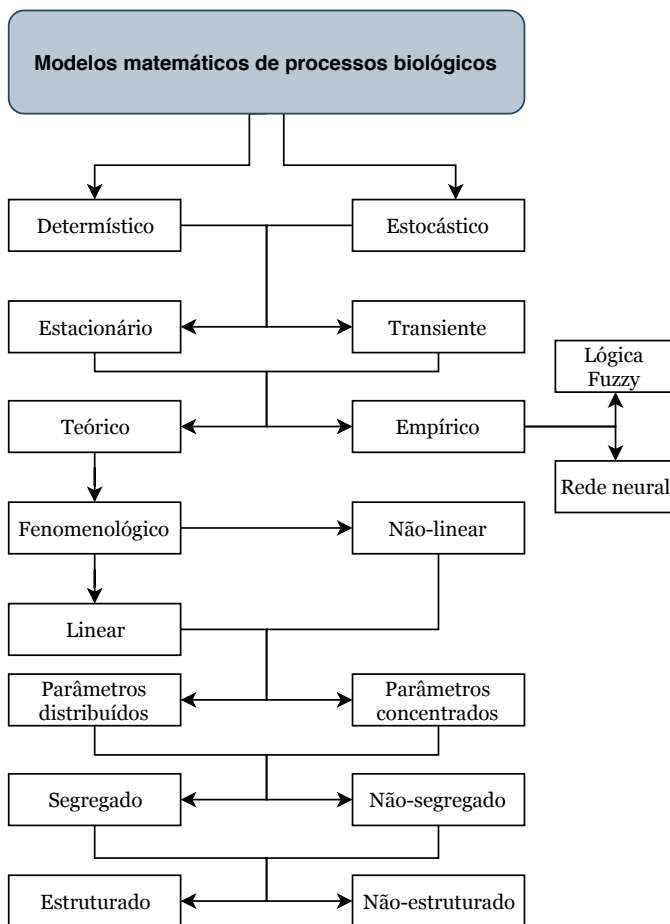 Modelos matemáticos de processos biológicos
Determístico
Estocástico
Estacionário
Transiente
Lógica
Fuzzy
Teórico
Empírico
Rede neural
Fenomenológico
Não-linear
Linear
Parâmetros
distribuídos
Parâmetros
concentrados
Segregado
Não-segregado
Estruturado
Não-estruturado